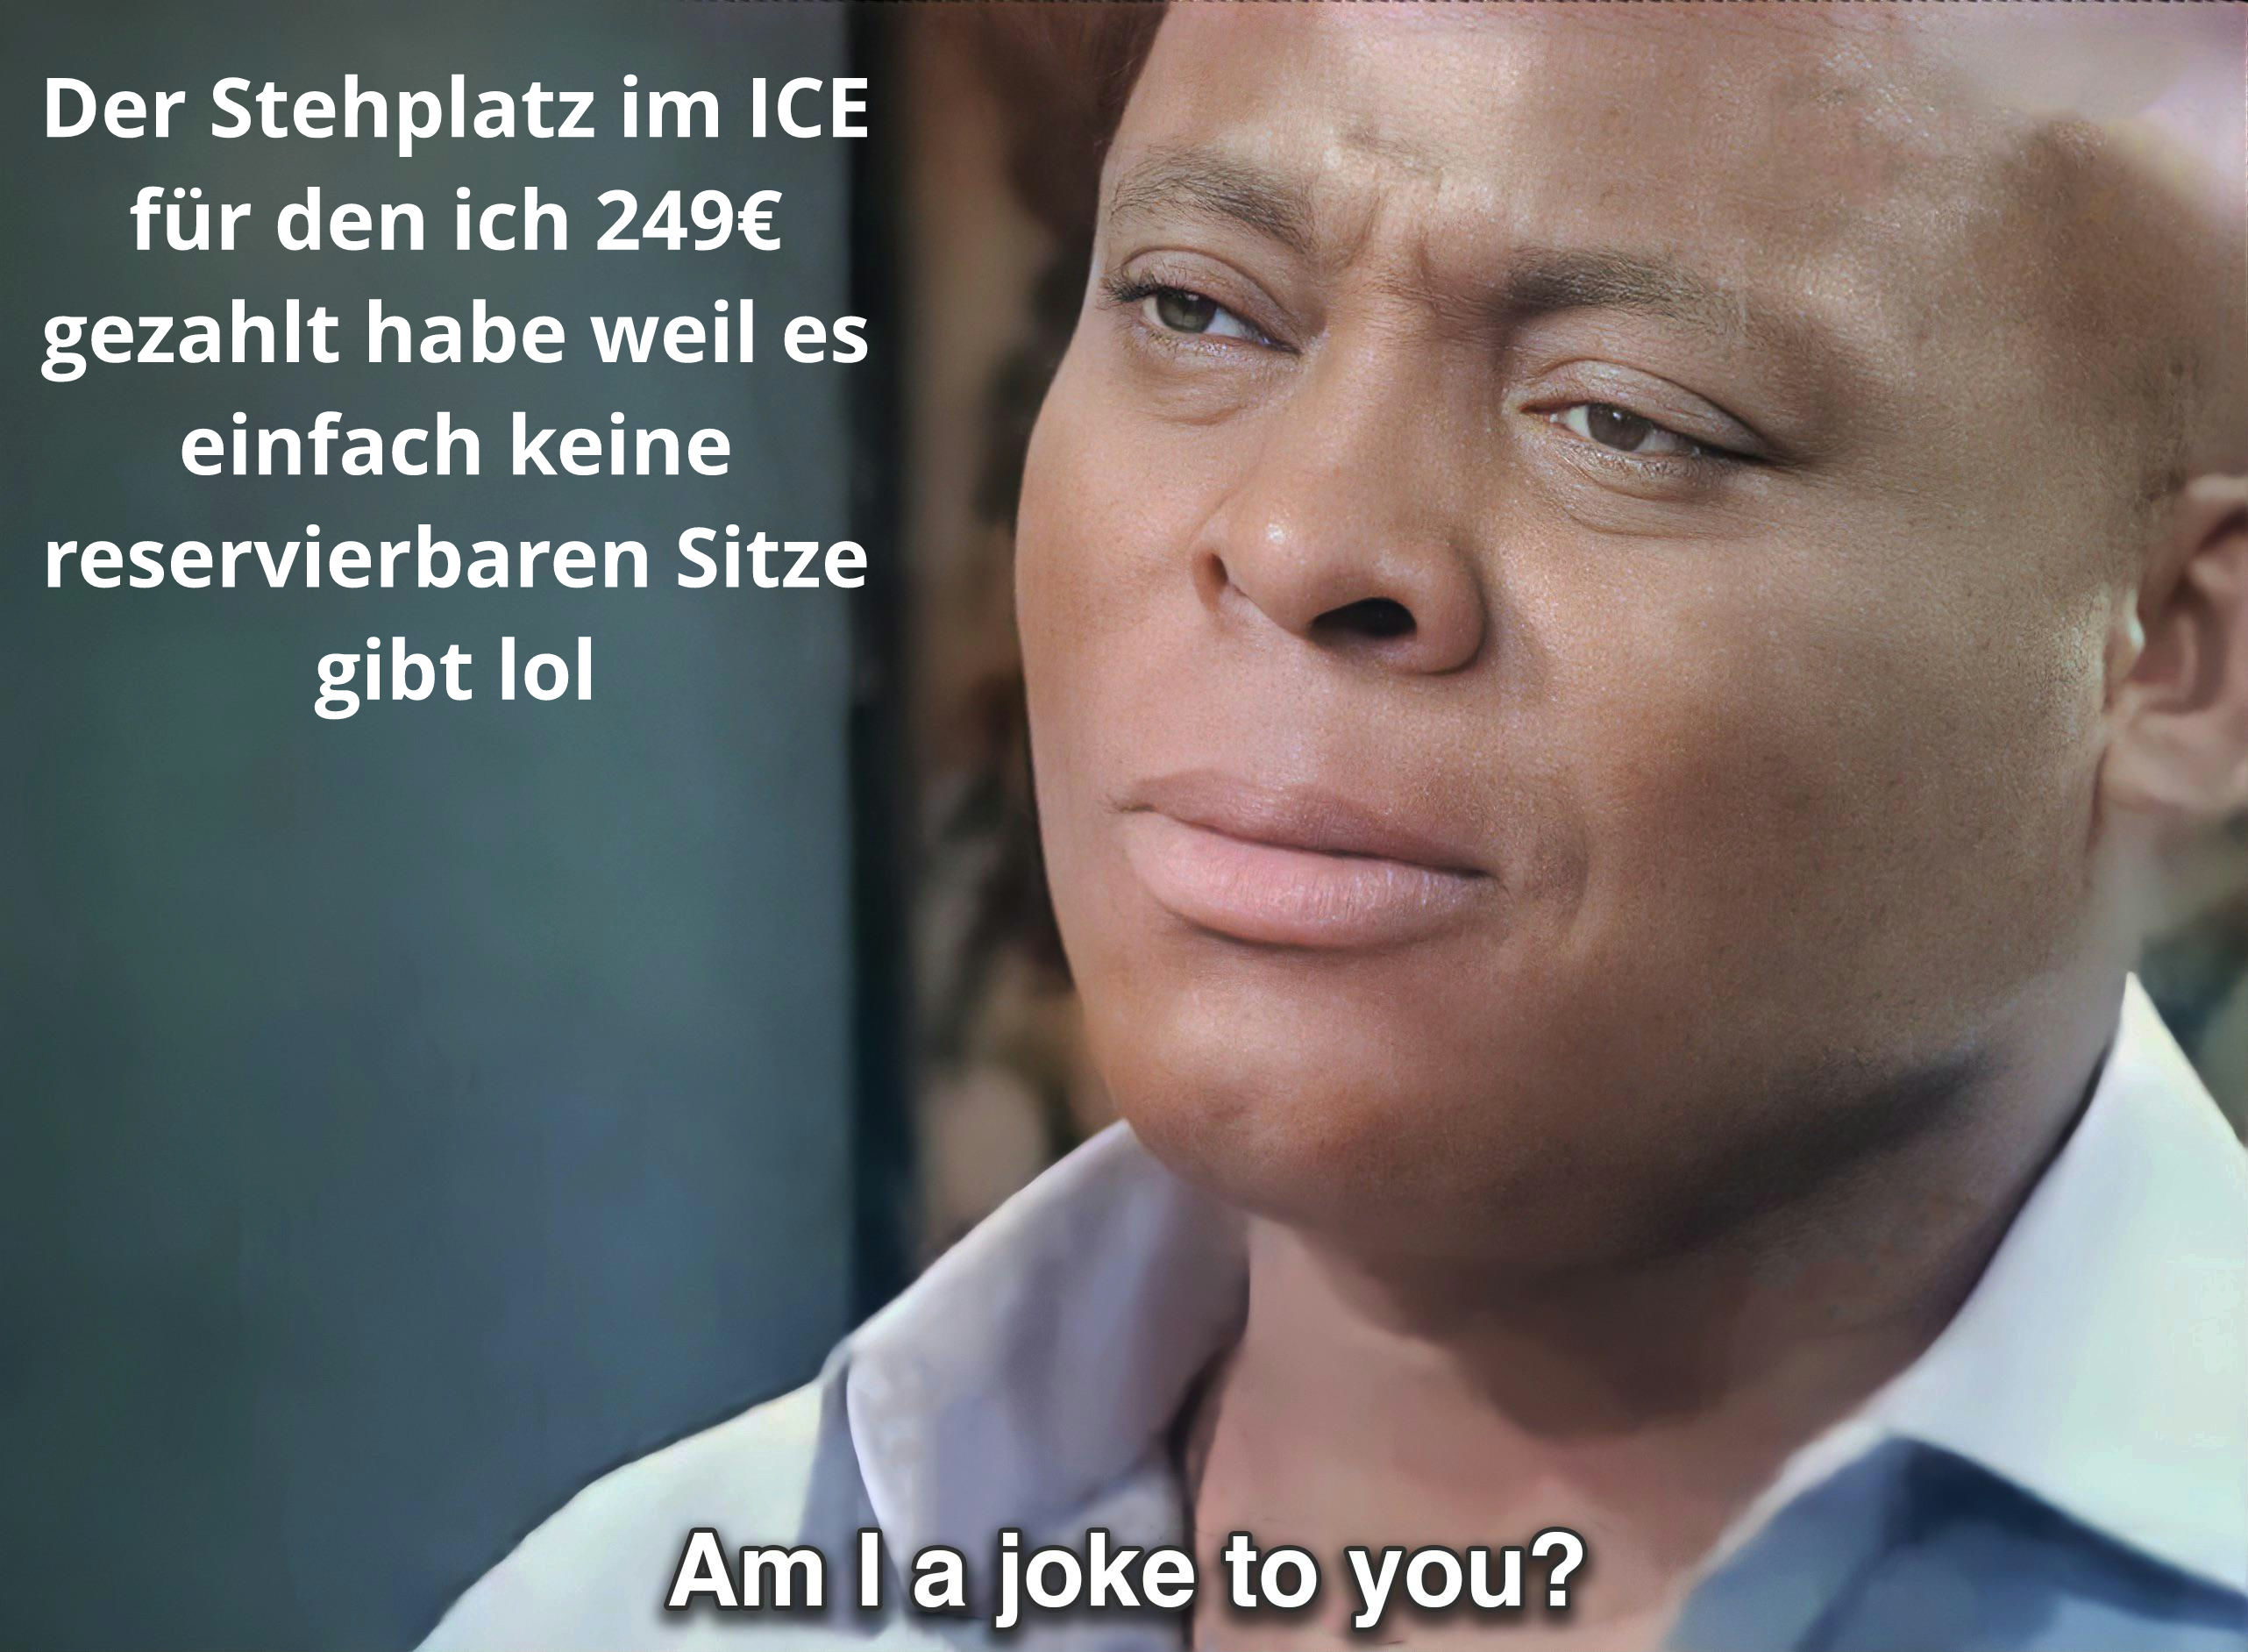 Der Stehplatz im ICE
für den ich 249€
gezahlt habe weil es
einfach keine
reservierbaren Sitze
gibt lol
Am I a joke to you?